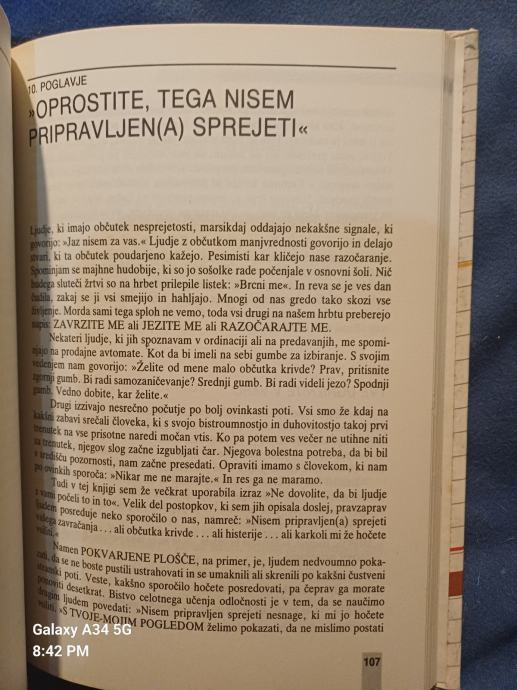 10. POGLAVJE
»OPROSTITE, TEGA NISEM
PRIPRAVLJEN(A) SPREJETI«
Ljudje, ki imajo občutek nesprejetosti, marsikdaj oddajajo nekakšne signale, ki
govorijo: »Jaz nisem za vas.« Ljudje z občutkom manjvrednosti govorijo in delajo
stvari, ki ta občutek poudarjeno kažejo. Pesimisti kar kličejo nase razočaranje.
Spominjam se majhne hudobije, ki so jo sošolke rade počenjale v osnovni šoli. Nič
hudega sluteči žrtvi so na hrbet prilepile listek: »Brcni me«. In reva se je ves dan
čudila, zakaj se ji vsi smejijo in hahljajo. Mnogi od nas gredo tako skozi vse
življenje. Morda sami tega sploh ne vemo, toda vsi drugi na našem hrbtu preberejo
napis: ZAVRZITE ME ali JEZITE ME ali RAZOČARAJTE ME.
Nekateri ljudje, ki jih spoznavam v ordinaciji ali na predavanjih, me spomi-
njajo na prodajne avtomate. Kot da bi imeli na sebi gumbe za izbiranje. S svojim
vedenjem nam govorijo: »Želite od mene malo občutka krivde? Prav, pritisnite
zgornji gumb. Bi radi samozaničevanje? Srednji gumb. Bi radi videli jezo? Spodnji
gumb. Vedno dobite, kar želite.«
Drugi izzivajo nesrečno počutje po bolj ovinkasti poti. Vsi smo že kdaj na
kakšni zabavi srečali človeka, ki s svojo bistroumnostjo in duhovitostjo takoj prvi
trenutek na vse prisotne naredi močan vtis. Ko pa potem ves večer ne utihne niti
za trenutek, njegov slog začne izgubljati čar. Njegova bolestna potreba, da bi bil
v središču pozornosti, nam začne presedati. Opraviti imamo s človekom, ki nam
po ovinkih sporoča: »Nikar me ne marajte.« In res ga ne maramo.
Tudi v tej knjigi sem že večkrat uporabila izraz »Ne dovolite, da bi ljudje
z vami počeli to in to«. Velik del postopkov, ki sem jih opisala doslej, pravzaprav
ljudem posreduje neko sporočilo o nas, namreč: »Nisem pripravljen(a) sprejeti
vašega zavračanja . . . ali občutka krivde . . . ali histerije . . . ali karkoli mi že hočete
vsiliti.«
Namen POKVARJENE PLOŠČE, na primer, je, ljudem nedvoumno poka-
zati, da se ne boste pustili ustrahovati in se umaknili ali skrenili po kakšni čustveni
stranski poti. Veste, kakšno sporočilo hočete posredovati, pa čeprav ga morate
ponoviti desetkrat. Bistvo celotnega učenja odločnosti je v tem, da se naučimo
drugim ljudem povedati: »Nisem pripravljen sprejeti nesnage, ki mi jo hočete
vsiliti.« S TVOJE-MOJIM POGLEDOM želimo pokazati, da ne mislimo postati
107
Galaxy A34 5G
8:42 PM